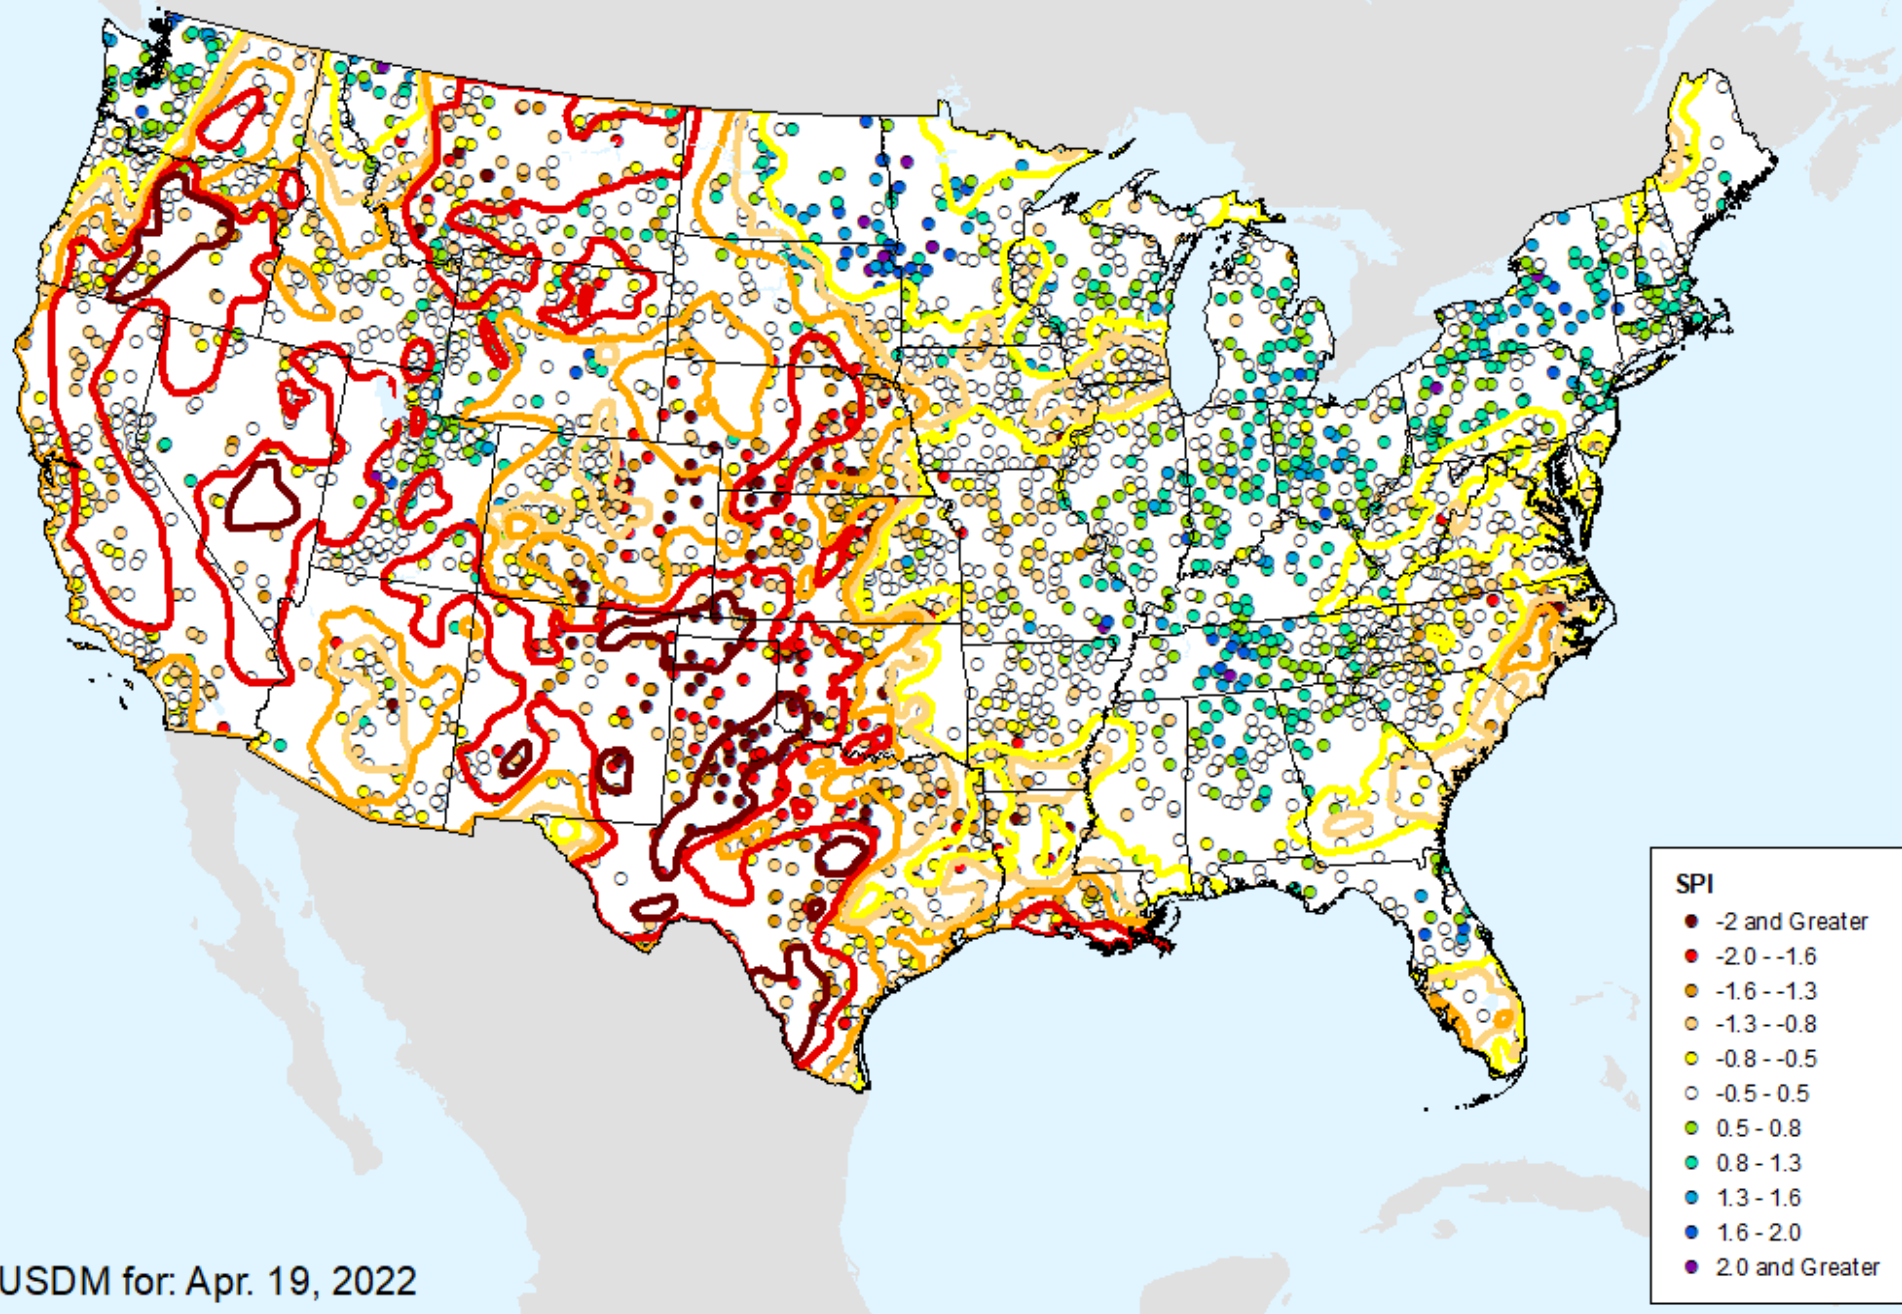 SPI
-2 and Greater
-2.0 - -1.6
-1.6 - -1.3
-1.3 - -0.8
-0.8 - -0.5
-0.5 - 0.5
0.5 - 0.8
0.8 - 1.3
1.3 - 1.6
1.6 - 2.0
2.0 and Greater
USDM for: Apr. 19, 2022